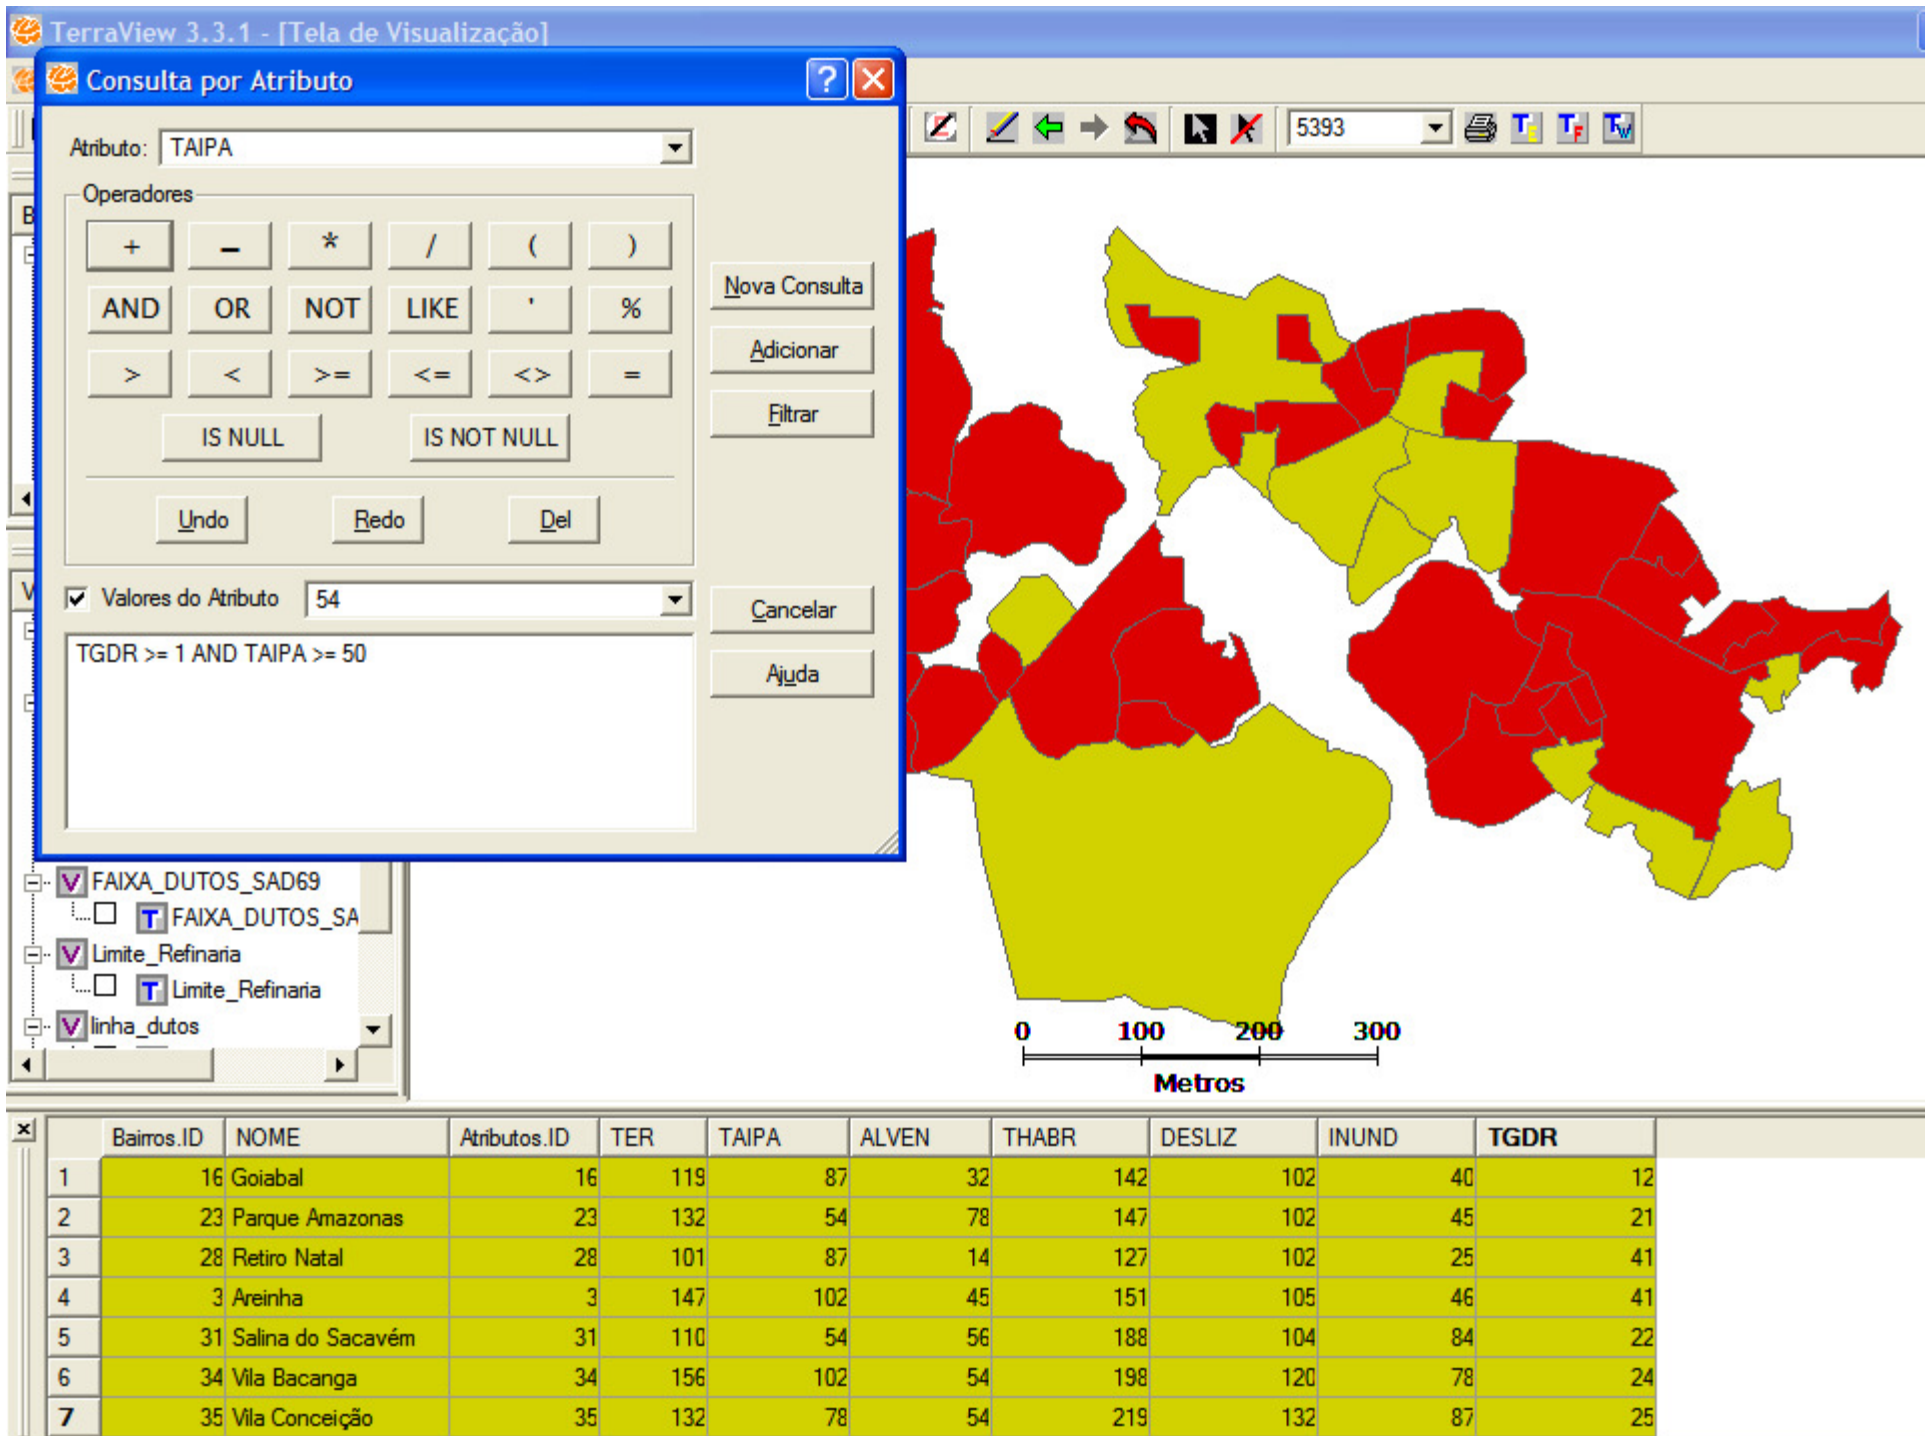 TerraView 3.3.1 - [Tela de Visualização]
Consulta por Atributo
?
Atributo: TAIPA
5393
Operadores
+ - * / ( )
AND OR NOT LIKE ' %
> < >= <= <> =
IS NULL IS NOT NULL
Undo Redo Del
Nova Consulta
Adicionar
Filtrar
Valores do Atributo 54
Cancelar
Ajuda
TGDR >= 1 AND TAIPA >= 50
V FAIXA_DUTOS_SAD69
T FAIXA_DUTOS_SA
V Limite_Refinaria
T Limite_Refinaria
V linha_dutos
0 100 200 300
Metros
Bairros.ID NOME Atributos.ID TER TAIPA ALVEN THABR DESLIZ INUND TGDR
1 16 Goiabal 16 119 87 32 142 102 40 12
2 23 Parque Amazonas 23 132 54 78 147 102 45 21
3 28 Retiro Natal 28 101 87 14 127 102 25 41
4 3 Areinha 3 147 102 45 151 105 46 41
5 31 Salina do Sacavém 31 110 54 56 188 104 84 22
6 34 Vila Bacanga 34 156 102 54 198 120 78 24
7 35 Vila Conceição 35 132 78 54 219 132 87 25